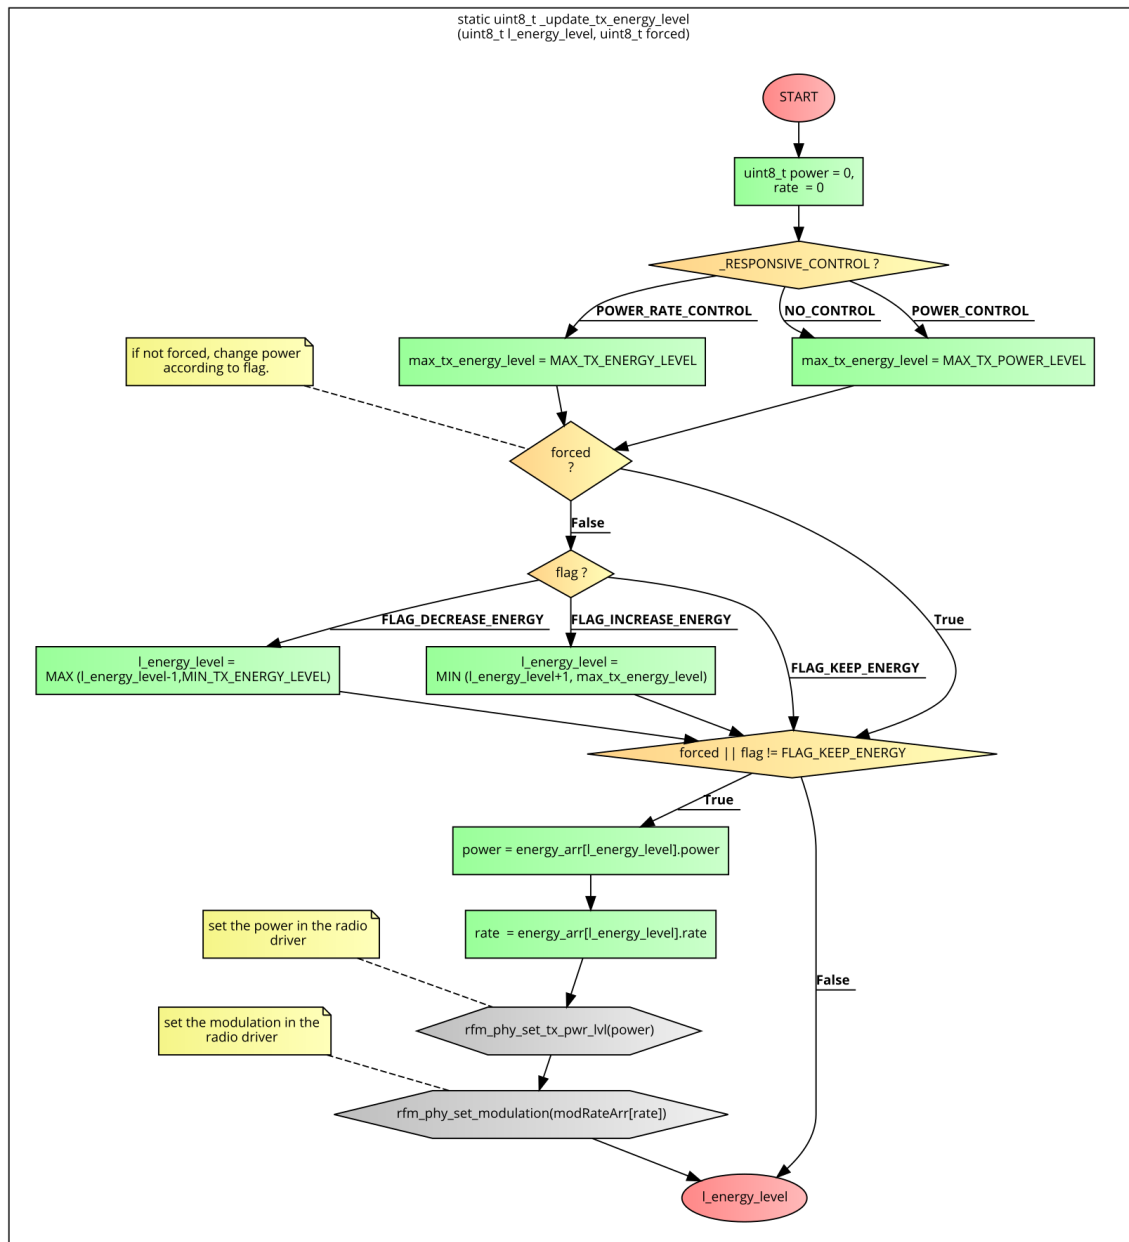 static uint8_t _update_tx_energy_level
(uint8_t l_energy_level, uint8_t forced)
START
uint8_t power = 0,
rate  = 0
_RESPONSIVE_CONTROL ?
POWER_RATE_CONTROL
NO_CONTROL
POWER_CONTROL
if not forced, change power
according to flag.
max_tx_energy_level = MAX_TX_ENERGY_LEVEL
max_tx_energy_level = MAX_TX_POWER_LEVEL
forced
?
False
flag ?
True
FLAG_DECREASE_ENERGY
FLAG_INCREASE_ENERGY
FLAG_KEEP_ENERGY
l_energy_level =
MAX (l_energy_level-1,MIN_TX_ENERGY_LEVEL)
l_energy_level =
MIN (l_energy_level+1, max_tx_energy_level)
forced || flag != FLAG_KEEP_ENERGY
True
power = energy_arr[l_energy_level].power
set the power in the radio
driver
rate  = energy_arr[l_energy_level].rate
False
set the modulation in the
radio driver
rfm_phy_set_tx_pwr_lvl(power)
rfm_phy_set_modulation(modRateArr[rate])
l_energy_level